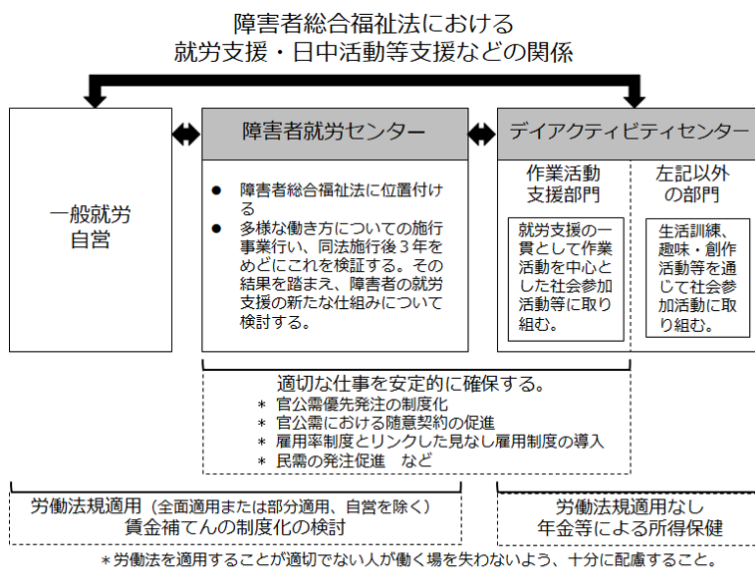 障害者総合福祉法における
就労支援・日中活動等支援などの関係
一般就労
自営
障害者就労センター
● 障害者総合福祉法に位置付け
る
● 多様な働き方についての施行
事業行い、同法施行後３年を
めどにこれを検証する。その
結果を踏まえ、障害者の就労
支援の新たな仕組みについて
検討する。
デイアクティビティセンター
作業活動
支援部門
就労支援の一
貫として作業
活動を中心と
した社会参加
活動等に取り
組む。
左記以外
の部門
生活訓練、
趣味・創作
活動等を通
じて社会参
加活動に取
り組む。
適切な仕事を安定的に確保する。
＊ 官公需優先発注の制度化
＊ 官公需における随意契約の促進
＊ 雇用率制度とリンクした見なし雇用制度の導入
＊ 民需の発注促進　など
労働法規適用（全面適用または部分適用、自営を除く）
賃金補てんの制度化の検討
労働法規適用なし
年金等による所得保健
＊労働法を適用することが適切でない人が働く場を失わないよう、十分に配慮すること。